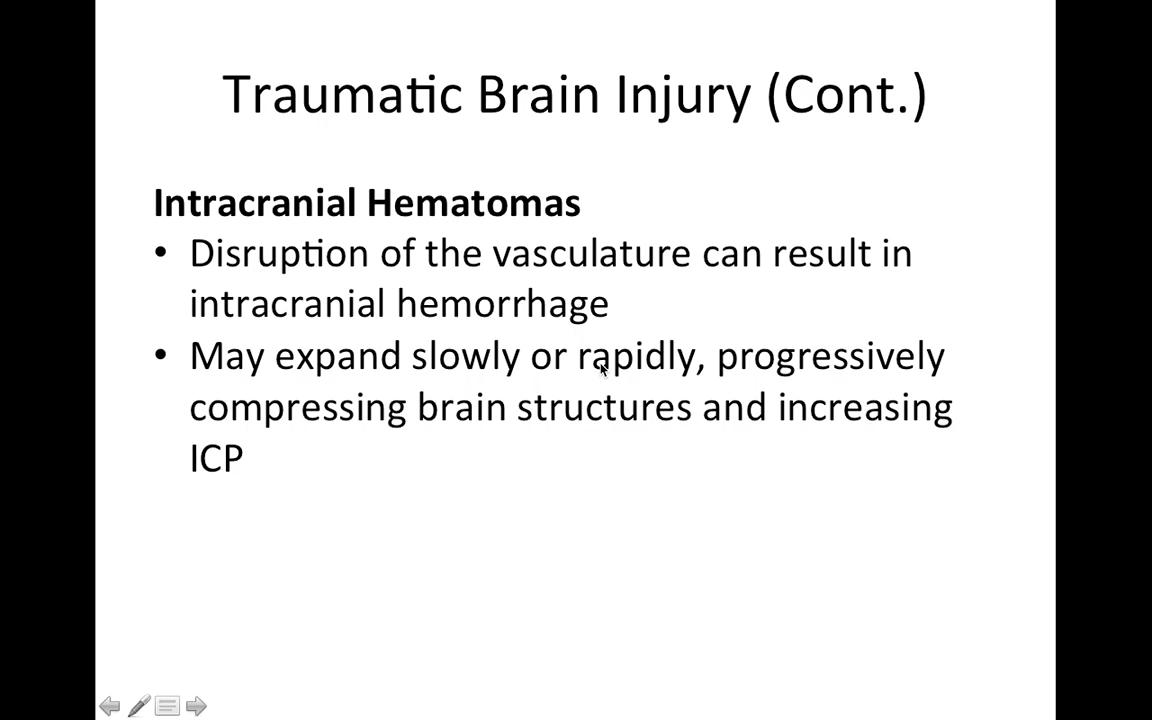 Traumatic Brain Injury (Cont.)
Intracranial Hematomas
• Disruption of the vasculature can result in
intracranial hemorrhage
• May expand slowly or rapidly, progressively
compressing brain structures and increasing
ICP